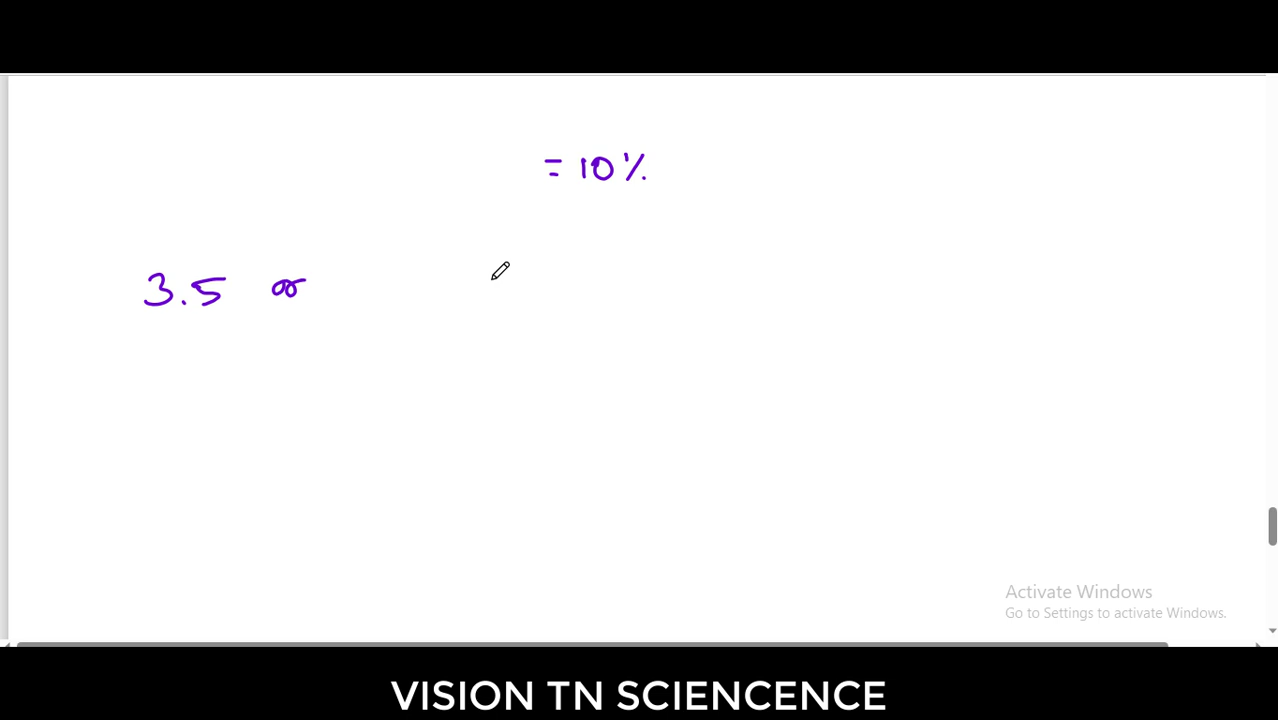 = 10%
3.5 or
Activate Windows
Go to Settings to activate Windows.
VISION TN SCIENCENCE